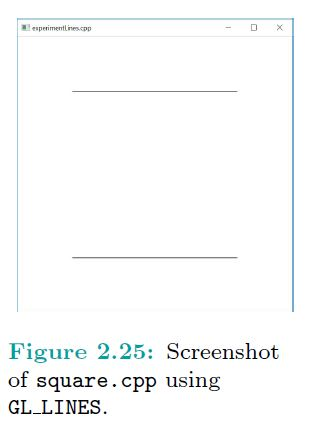 experimentLines.cpp
Figure 2.25: Screenshot
of square.cpp using
GL_LINES.